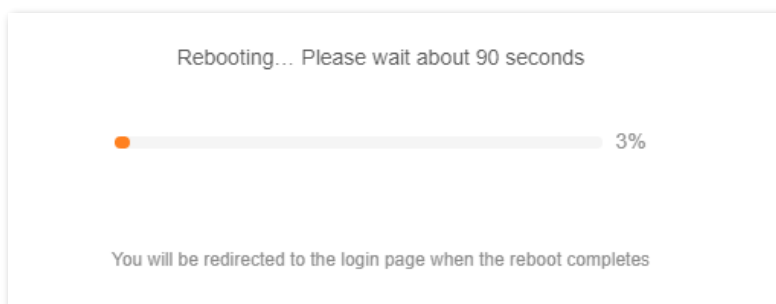 Rebooting... Please wait about 90 seconds
3%
You will be redirected to the login page when the reboot completes